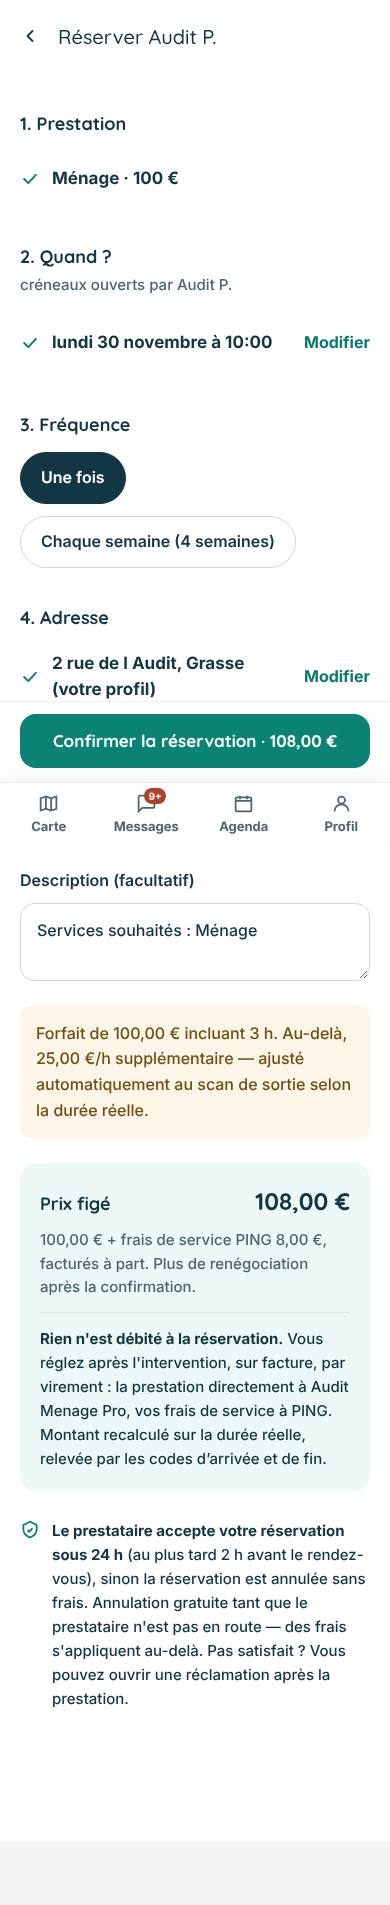 Réserver Audit P.
1. Prestation
Ménage · 100 €
2. Quand ?
créneaux ouverts par Audit P.
lundi 30 novembre à 10:00 Modifier
3. Fréquence
Une fois
Chaque semaine (4 semaines)
4. Adresse
2 rue de l Audit, Grasse
(votre profil) Modifier
Confirmer la réservation · 108,00 €
9+
Carte Messages Agenda Profil
Description (facultatif)
Services souhaités : Ménage
Forfait de 100,00 € incluant 3 h. Au-delà,
25,00 €/h supplémentaire — ajusté
automatiquement au scan de sortie selon
la durée réelle.
Prix figé 108,00 €
100,00 € + frais de service PING 8,00 €,
facturés à part. Plus de renégociation
après la confirmation.
Rien n'est débité à la réservation. Vous
réglez après l'intervention, sur facture, par
virement : la prestation directement à Audit
Menage Pro, vos frais de service à PING.
Montant recalculé sur la durée réelle,
relevée par les codes d’arrivée et de fin.
Le prestataire accepte votre réservation
sous 24 h (au plus tard 2 h avant le rendez-
vous), sinon la réservation est annulée sans
frais. Annulation gratuite tant que le
prestataire n'est pas en route — des frais
s'appliquent au-delà. Pas satisfait ? Vous
pouvez ouvrir une réclamation après la
prestation.